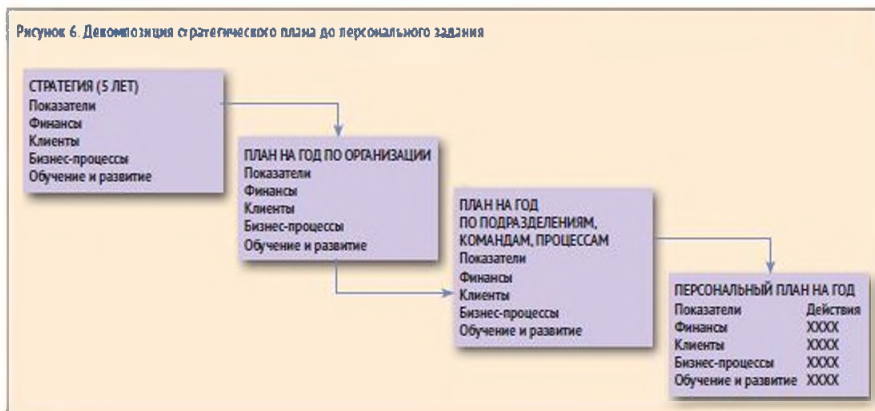 Рисунок 6. Декомпозиция стратегического плана до персонального задания
СТРАТЕГИЯ (5 ЛЕТ)
Показатели
Финансы
Клиенты
Бизнес-процессы
Обучение и развитие
ПЛАН НА ГОД ПО ОРГАНИЗАЦИИ
Показатели
Финансы
Клиенты
Бизнес-процессы
Обучение и развитие
ПЛАН НА ГОД
ПО ПОДРАЗДЕЛЕНИЯМ,
КОМАНДАМ, ПРОЦЕССАМ
Показатели
Финансы
Клиенты
Бизнес-процессы
Обучение и развитие
ПЕРСОНАЛЬНЫЙ ПЛАН НА ГОД
Показатели Действия
Финансы XXXX
Клиенты XXXX
Бизнес-процессы XXXX
Обучение и развитие XXXX